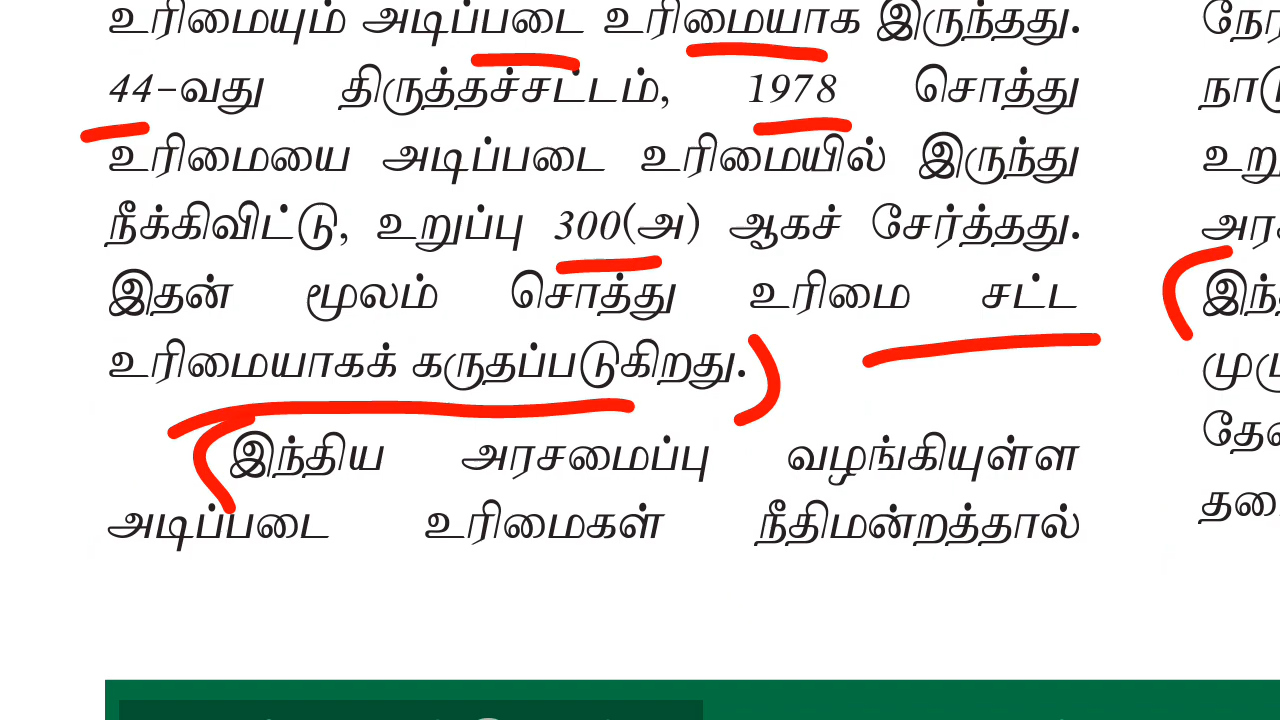 உரிமையும் அடிப்படை உரிமையாக இருந்தது.
44-வது திருத்தச்சட்டம், 1978 சொத்து
உரிமையை அடிப்படை உரிமையில் இருந்து
நீக்கிவிட்டு, உறுப்பு 300(அ) ஆகச் சேர்த்தது.
இதன் மூலம் சொத்து உரிமை சட்ட
உரிமையாகக் கருதப்படுகிறது.
இந்திய அரசமைப்பு வழங்கியுள்ள
அடிப்படை உரிமைகள் நீதிமன்றத்தால்